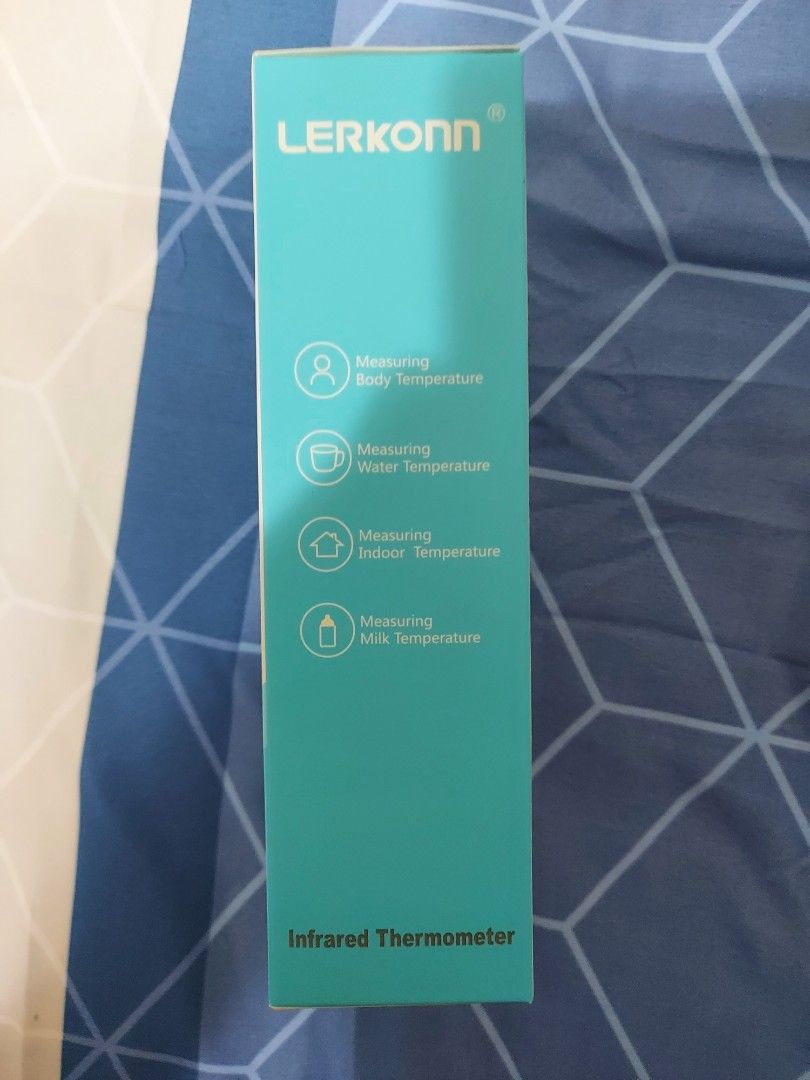 LERKONN ®
Measuring
Body Temperature
Measuring
Water Temperature
Measuring
Indoor Temperature
Measuring
Milk Temperature
Infrared Thermometer